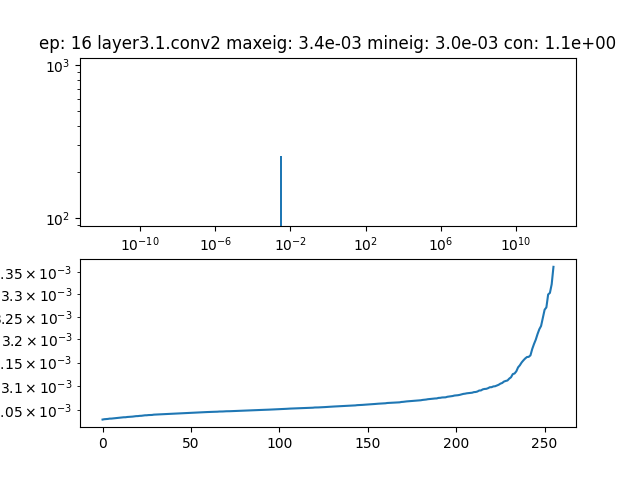 ep: 16 layer3.1.conv2 maxeig: 3.4e-03 mineig: 3.0e-03 con: 1.1e+00
10³
10²
10⁻¹⁰ 10⁻⁶ 10⁻² 10² 10⁶ 10¹⁰
.35 × 10⁻³
3.3 × 10⁻³
.25 × 10⁻³
3.2 × 10⁻³
.15 × 10⁻³
3.1 × 10⁻³
.05 × 10⁻³
0 50 100 150 200 250